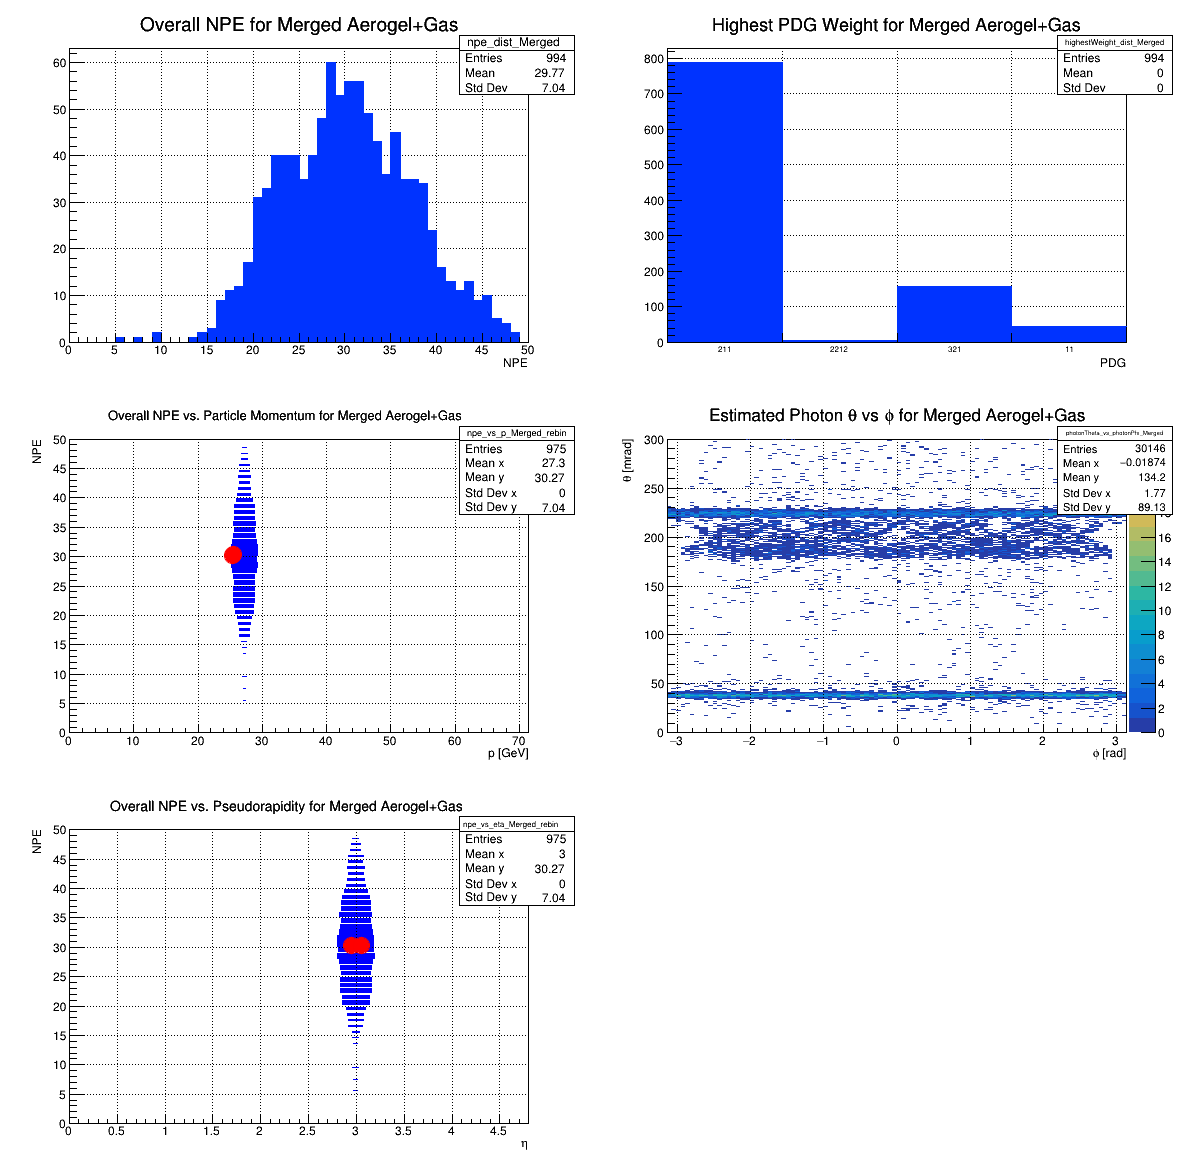 Overall NPE for Merged Aerogel+Gas
npe_dist_Merged
Entries 994
Mean 29.77
Std Dev 7.04
60
50
40
30
20
10
0
0 5 10 15 20 25 30 35 40 45 50
NPE
Highest PDG Weight for Merged Aerogel+Gas
highestWeight_dist_Merged
Entries 994
Mean 0
Std Dev 0
800
700
600
500
400
300
200
100
0
211 2212 321 11
PDG
Overall NPE vs. Particle Momentum for Merged Aerogel+Gas
npe_vs_p_Merged_rebin
Entries 975
Mean x 27.3
Mean y 30.27
Std Dev x 0
Std Dev y 7.04
NPE
50
45
40
35
30
25
20
15
10
5
0
0 10 20 30 40 50 60 70
p [GeV]
Estimated Photon θ vs ϕ for Merged Aerogel+Gas
photonTheta_vs_photonPhi_Merged
Entries 30146
Mean x −0.01874
Mean y 134.2
Std Dev x 1.77
Std Dev y 89.13
θ [mrad]
300
250
200
150
100
50
0
−3 −2 −1 0 1 2 3
ϕ [rad]
16
14
12
10
8
6
4
2
0
Overall NPE vs. Pseudorapidity for Merged Aerogel+Gas
npe_vs_eta_Merged_rebin
Entries 975
Mean x 3
Mean y 30.27
Std Dev x 0
Std Dev y 7.04
NPE
50
45
40
35
30
25
20
15
10
5
0
0 0.5 1 1.5 2 2.5 3 3.5 4 4.5
η